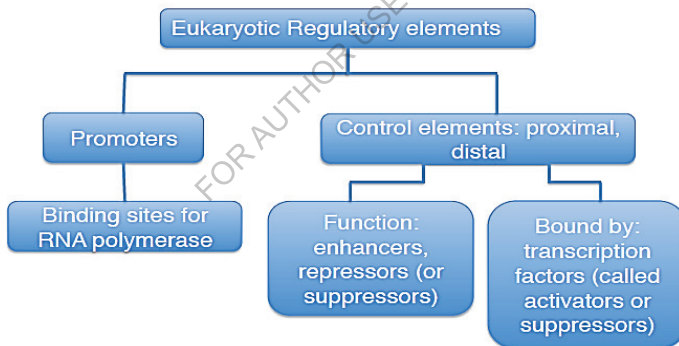 Eukaryotic Regulatory elements
FOR AUTHOR USE
Promoters
Control elements: proximal,
distal
Binding sites for
RNA polymerase
Function:
enhancers,
repressors (or
suppressors)
Bound by:
transcription
factors (called
activators or
suppressors)